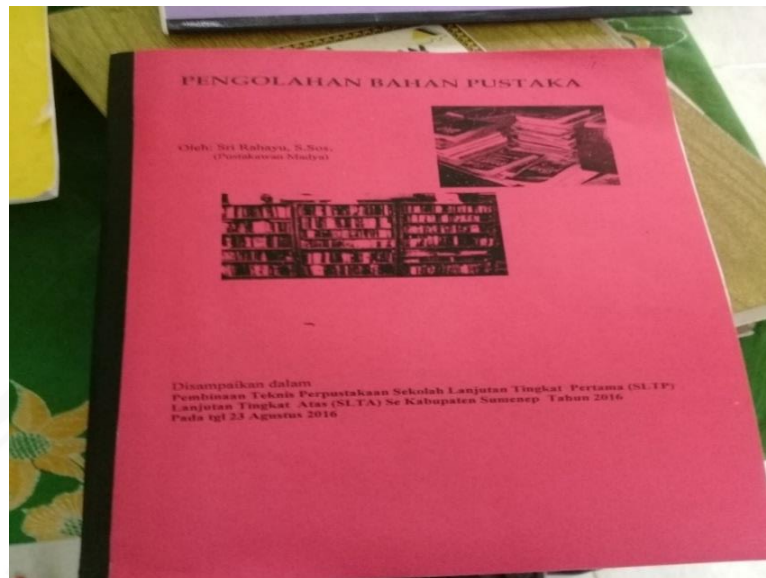 PENGOLAHAN BAHAN PUSTAKA
Oleh: Sri Rahayu, S.Sos,
(Pustakawan Madya)
Disampaikan dalam
Pembinaan Teknis Perpustakaan Sekolah Lanjutan Tingkat Pertama (SLTP)
Lanjutan Tingkat Atas (SLTA) Se Kabupaten Sumenep Tahun 2016
Pada tgl 23 Agustus 2016